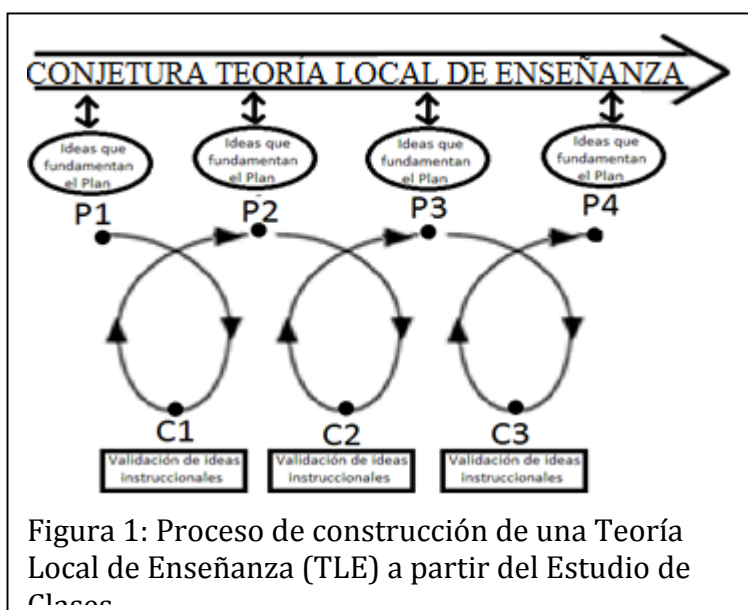 CONJETURA TEORÍA LOCAL DE ENSEÑANZA
Ideas que
fundamentan
el Plan
Ideas que
fundamentan
el Plan
Ideas que
fundamentan
el Plan
Ideas que
fundamentan
el Plan
P1
P2
P3
P4
C1
C2
C3
Validación de ideas
instruccionales
Validación de ideas
instruccionales
Validación de ideas
instruccionales
Figura 1: Proceso de construcción de una Teoría
Local de Enseñanza (TLE) a partir del Estudio de
Clases